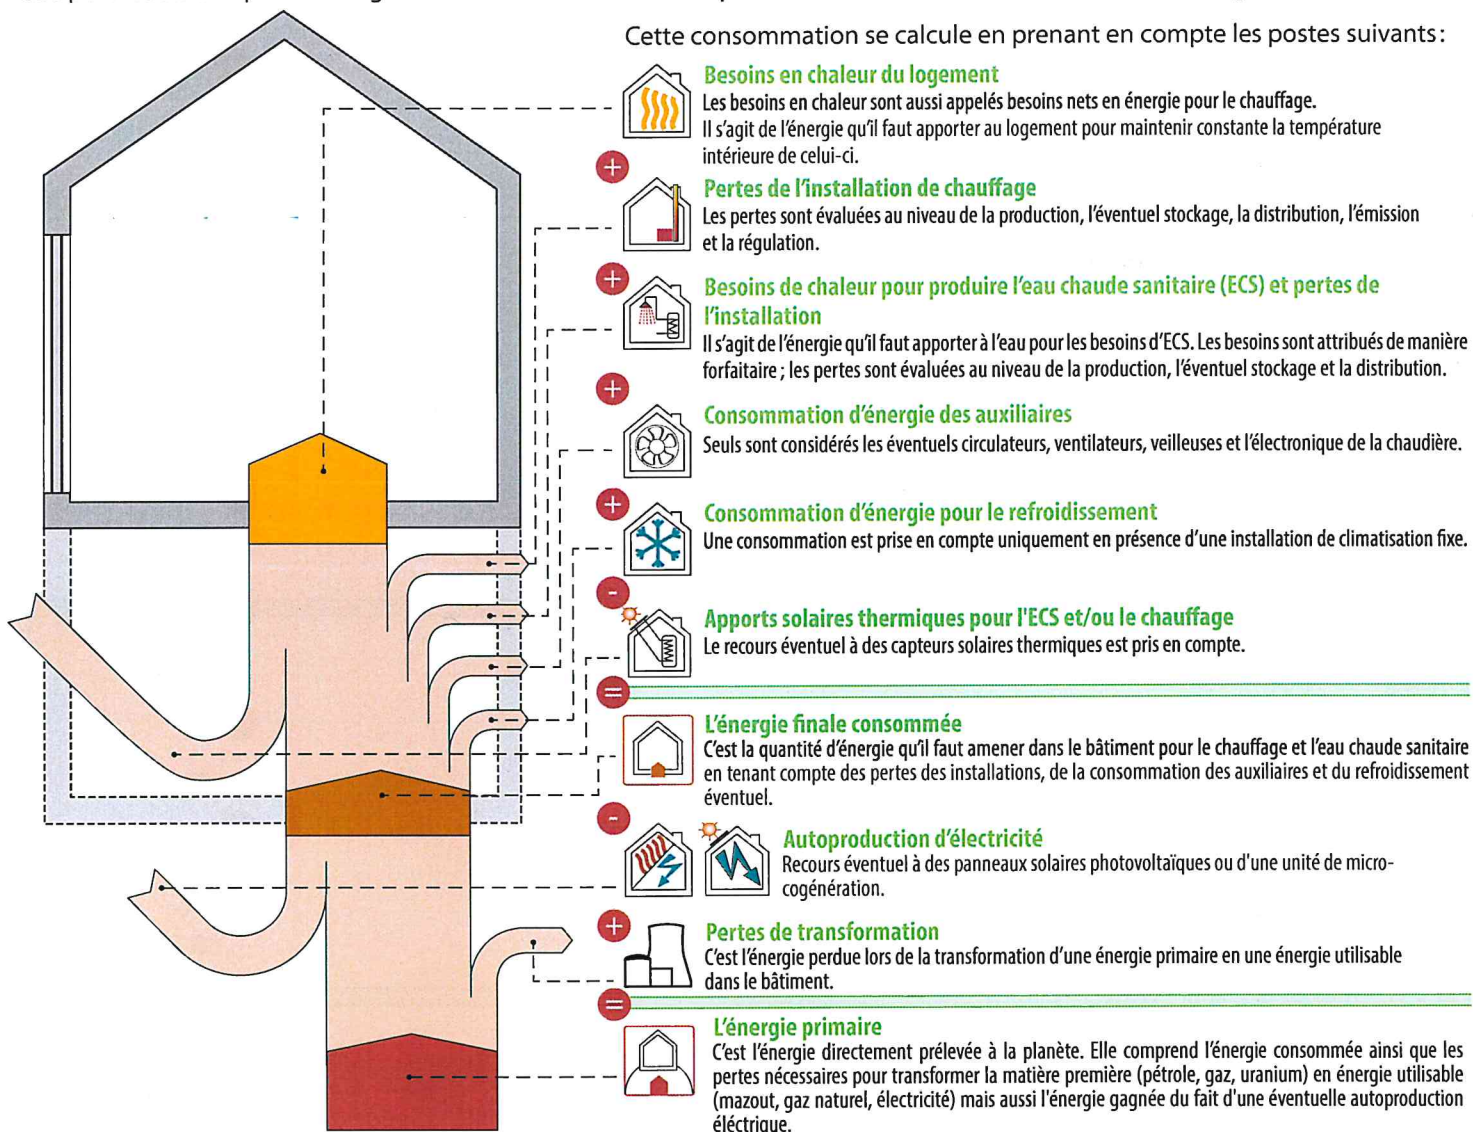 Cette consommation se calcule en prenant en compte les postes suivants:
Besoins en chaleur du logement
Les besoins en chaleur sont aussi appelés besoins nets en énergie pour le chauffage.
Il s'agit de l'énergie qu'il faut apporter au logement pour maintenir constante la température
intérieure de celui-ci.
+
Pertes de l'installation de chauffage
Les pertes sont évaluées au niveau de la production, l'éventuel stockage, la distribution, l'émission
et la régulation.
+
Besoins de chaleur pour produire l'eau chaude sanitaire (ECS) et pertes de
l'installation
Il s'agit de l'énergie qu'il faut apporter à l'eau pour les besoins d'ECS. Les besoins sont attribués de manière
forfaitaire ; les pertes sont évaluées au niveau de la production, l'éventuel stockage et la distribution.
+
Consommation d'énergie des auxiliaires
Seuls sont considérés les éventuels circulateurs, ventilateurs, veilleuses et l'électronique de la chaudière.
+
Consommation d'énergie pour le refroidissement
Une consommation est prise en compte uniquement en présence d'une installation de climatisation fixe.
-
Apports solaires thermiques pour l'ECS et/ou le chauffage
Le recours éventuel à des capteurs solaires thermiques est pris en compte.
=
L'énergie finale consommée
C'est la quantité d'énergie qu'il faut amener dans le bâtiment pour le chauffage et l'eau chaude sanitaire
en tenant compte des pertes des installations, de la consommation des auxiliaires et du refroidissement
éventuel.
-
Autoproduction d'électricité
Recours éventuel à des panneaux solaires photovoltaïques ou d'une unité de micro-
cogénération.
+
Pertes de transformation
C'est l'énergie perdue lors de la transformation d'une énergie primaire en une énergie utilisable
dans le bâtiment.
=
L'énergie primaire
C'est l'énergie directement prélevée à la planète. Elle comprend l'énergie consommée ainsi que les
pertes nécessaires pour transformer la matière première (pétrole, gaz, uranium) en énergie utilisable
(mazout, gaz naturel, électricité) mais aussi l'énergie gagnée du fait d'une éventuelle autoproduction
éléctrique.